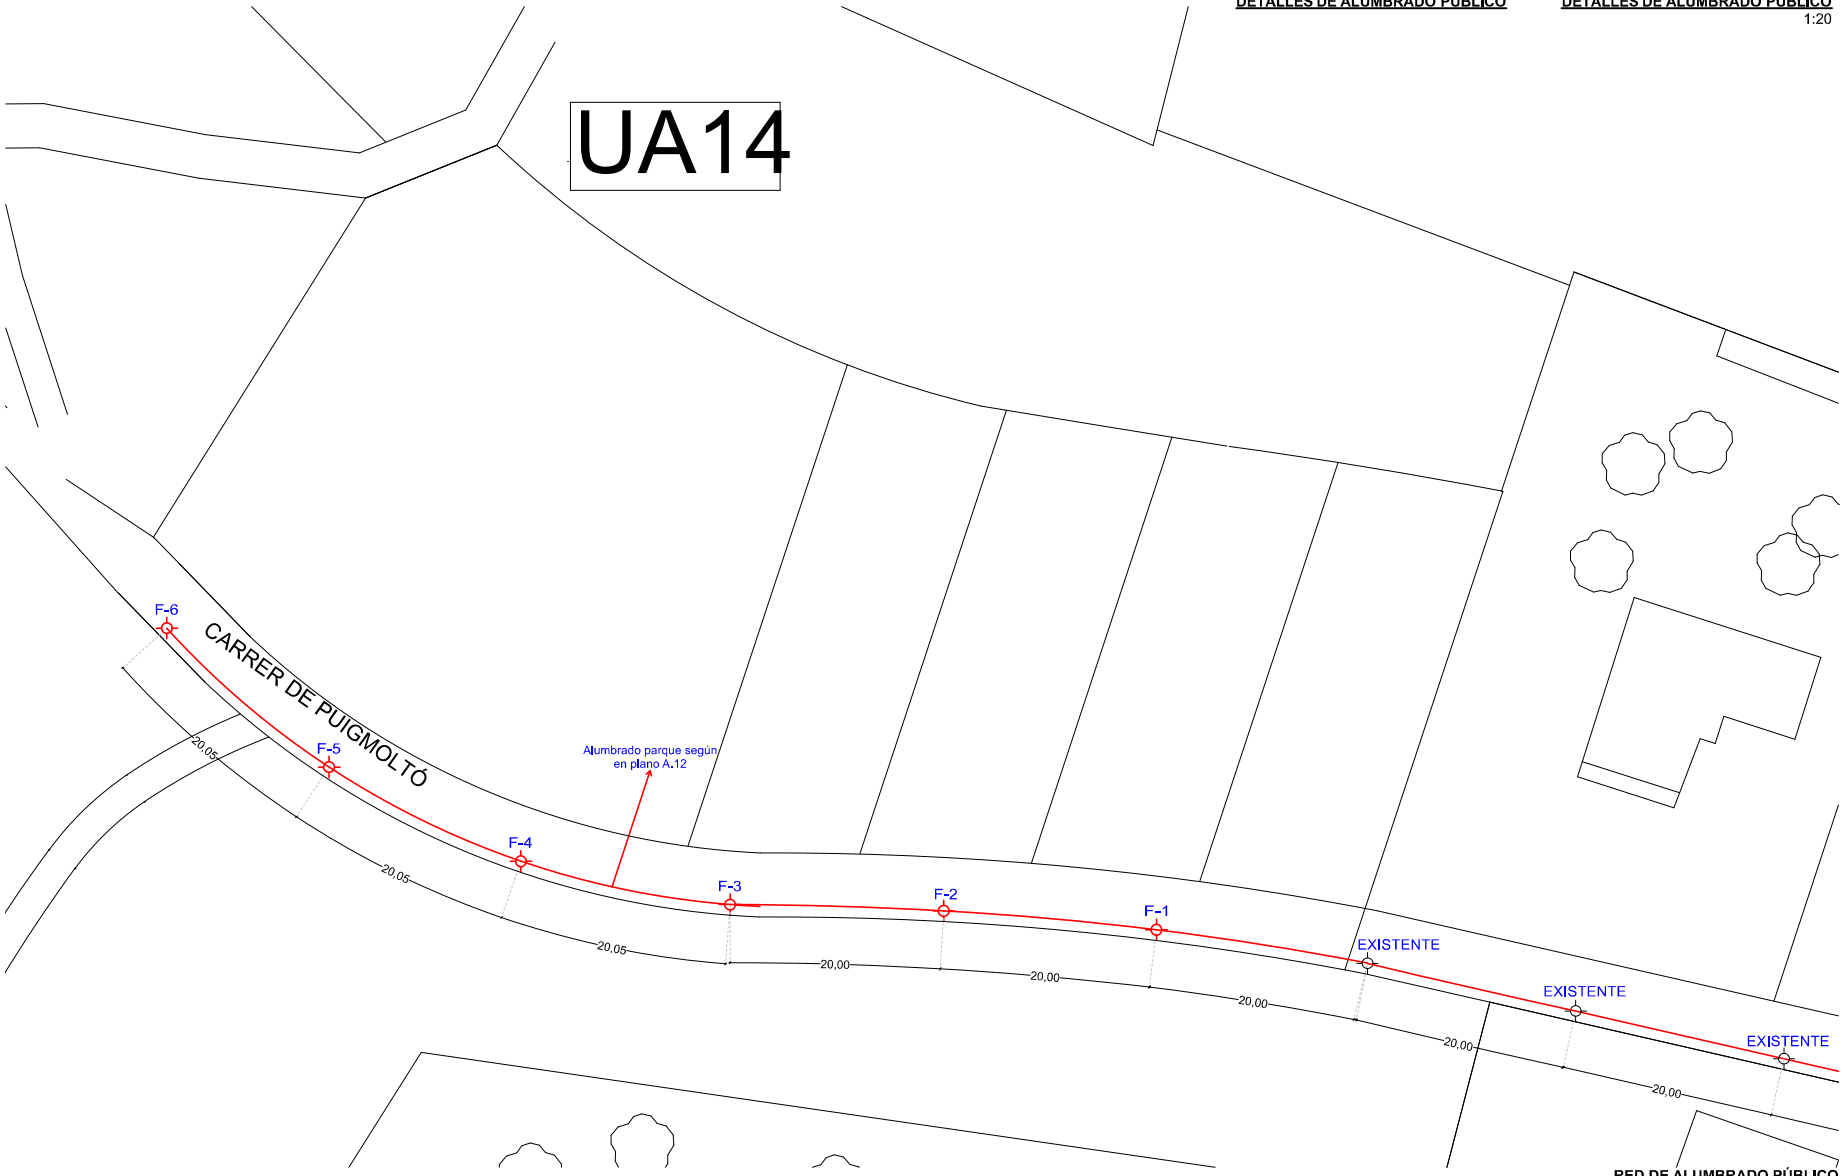 DETALLES DE ALUMBRADO PÚBLICO
DETALLES DE ALUMBRADO PÚBLICO
1:20
UA14
F-6
CARRER DE PUIGMOLTÓ
F-5
20,05
Alumbrado parque según
en plano A.12
F-4
20,05
F-3
F-2
F-1
20,05
20,00
20,00
20,00
EXISTENTE
EXISTENTE
EXISTENTE
20,00
20,00
RED DE ALUMBRADO PÚBLICO